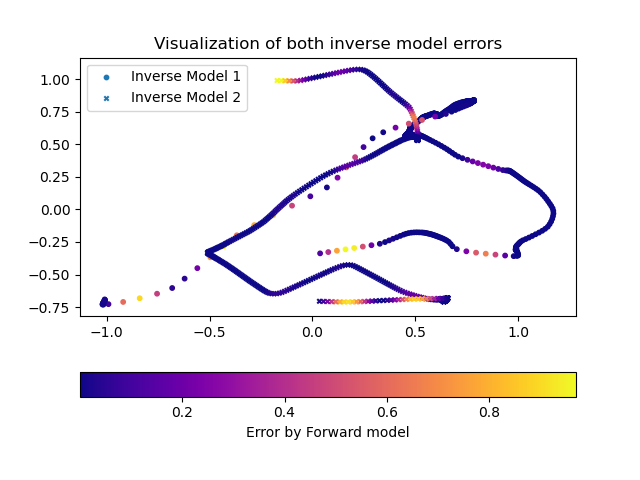 Visualization of both inverse model errors
Inverse Model 1
Inverse Model 2
1.00
0.75
0.50
0.25
0.00
−0.25
−0.50
−0.75
−1.0 −0.5 0.0 0.5 1.0
0.2 0.4 0.6 0.8
Error by Forward model